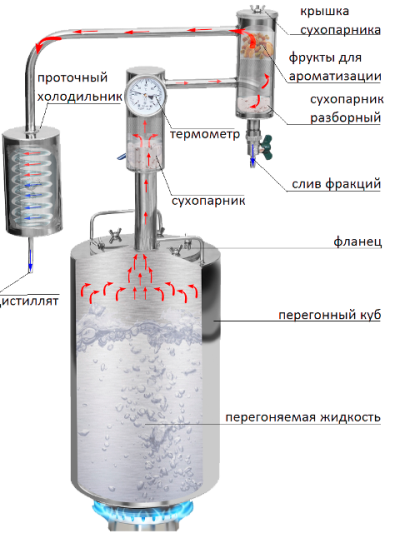 крышка
сухопарника
фрукты для
ароматизации
проточный
холодильник
сухопарник
разборный
термометр
слив фракций
сухопарник
фланец
дистиллят
перегонный куб
перегоняемая жидкость